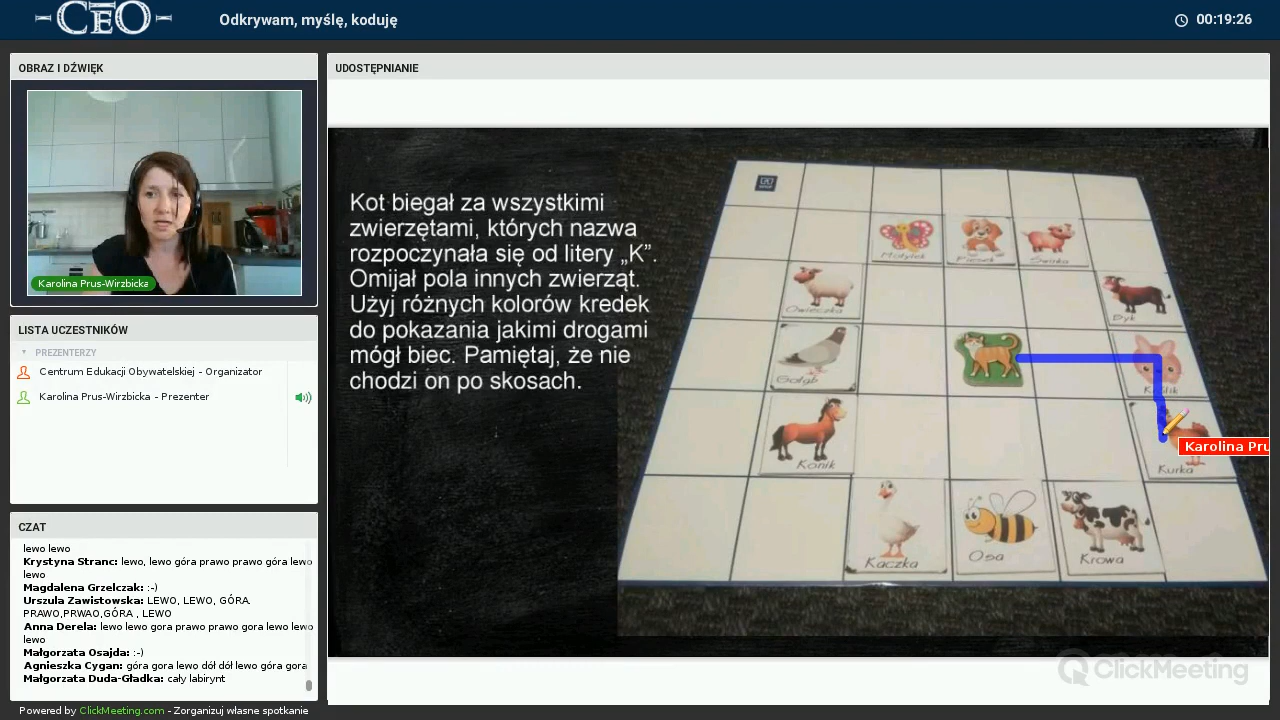 CEO
Odkrywam, myślę, koduję
00:19:26
OBRAZ I DŹWIĘK
Karolina Prus-Wirzbicka
LISTA UCZESTNIKÓW
PREZENTERZY
Centrum Edukacji Obywatelskiej - Organizator
Karolina Prus-Wirzbicka - Prezenter
CZAT
lewo lewo
Krystyna Stranc: lewo, lewo góra prawo prawo góra lewo
lewo
Magdalena Grzelczak: :-)
Urszula Zawistowska: LEWO, LEWO, GÓRA.
PRAWO,PRWAO,GÓRA , LEWO
Anna Derela: lewo lewo gora prawo prawo gora lewo lewo
lewo
Małgorzata Osajda: :-)
Agnieszka Cygan: góra gora lewo dół dół lewo góra gora
Małgorzata Duda-Gładka: cały labirynt
Powered by ClickMeeting.com - Zorganizuj własne spotkanie
UDOSTĘPNIANIE
Kot biegał za wszystkimi
zwierzętami, których nazwa
rozpoczynała się od litery „K”.
Omijał pola innych zwierząt.
Użyj różnych kolorów kredek
do pokazania jakimi drogami
mógł biec. Pamiętaj, że nie
chodzi on po skosach.
Motylek
Piesek
Świnka
Owieczka
Byk
Gołąb
Królik
Konik
Kurka
Karolina Pru
Kaczka
Osa
Krowa
ClickMeeting